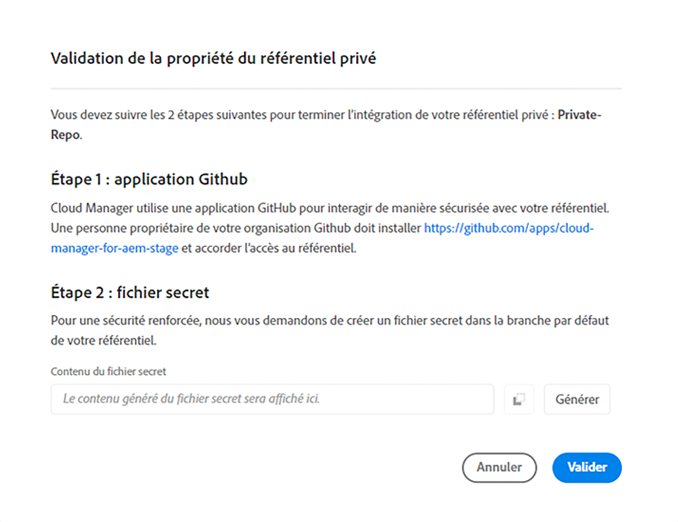 Validation de la propriété du référentiel privé
Vous devez suivre les 2 étapes suivantes pour terminer l'intégration de votre référentiel privé : Private-
Repo.
Étape 1 : application Github
Cloud Manager utilise une application GitHub pour interagir de manière sécurisée avec votre référentiel.
Une personne propriétaire de votre organisation Github doit installer https://github.com/apps/cloud-
manager-for-aem-stage et accorder l'accès au référentiel.
Étape 2 : fichier secret
Pour une sécurité renforcée, nous vous demandons de créer un fichier secret dans la branche par défaut
de votre référentiel.
Contenu du fichier secret
Le contenu généré du fichier secret sera affiché ici.
Générer
Annuler
Valider